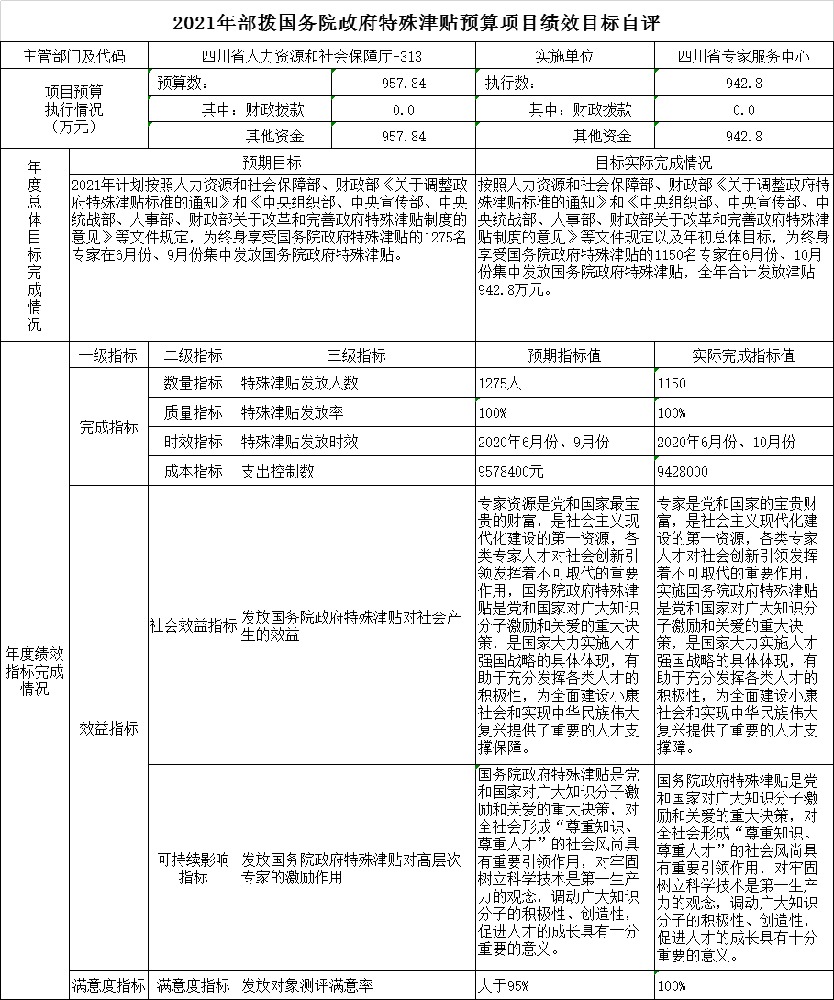 2021年部拨国务院政府特殊津贴预算项目绩效目标自评
主管部门及代码 四川省人力资源和社会保障厅-313 实施单位 四川省专家服务中心
项目预算
执行情况
(万元)
预算数: 957.84 执行数: 942.8
其中: 财政拨款 0.0 其中: 财政拨款 0.0
其他资金 957.84 其他资金 942.8
年
度
总
体
目
标
完
成
情
况
预期目标
2021年计划按照人力资源和社会保障部、财政部《关于调整政
府特殊津贴标准的通知》和《中央组织部、中央宣传部、中央
统战部、人事部、财政部关于改革和完善政府特殊津贴制度的
意见》等文件规定, 为终身享受国务院政府特殊津贴的1275名
专家在6月份、9月份集中发放国务院政府特殊津贴。
目标实际完成情况
按照人力资源和社会保障部、财政部《关于调整政府特
殊津贴标准的通知》和《中央组织部、中央宣传部、中
央统战部、人事部、财政部关于改革和完善政府特殊津
贴制度的意见》等文件规定以及年初总体目标, 为终身
享受国务院政府特殊津贴的1150名专家在6月份、10月
份集中发放国务院政府特殊津贴, 全年合计发放津贴
942.8万元。
年度绩效
指标完成
情况
一级指标 二级指标 三级指标 预期指标值 实际完成指标值
完成指标
数量指标 特殊津贴发放人数 1275人 1150
质量指标 特殊津贴发放率 100% 100%
时效指标 特殊津贴发放时效 2020年6月份、9月份 2020年6月份、10月份
成本指标 支出控制数 9578400元 9428000
效益指标
社会效益指标
发放国务院政府特殊津贴对社会产
生的效益
专家资源是党和国家最宝
贵的财富, 是社会主义现
代化建设的第一资源, 各
类专家人才对社会创新引
领发挥着不可取代的重要
作用, 国务院政府特殊津
贴是党和国家对广大知识
分子激励和关爱的重大决
策, 是国家大力实施人才
强国战略的具体体现, 有
助于充分发挥各类人才的
积极性, 为全面建设小康
社会和实现中华民族伟大
复兴提供了重要的人才支
撑保障。
专家是党和国家的宝贵财
富, 是社会主义现代化建
设的第一资源, 各类专家
人才对社会创新引领发挥
着不可取代的重要作用,
实施国务院政府特殊津贴
是党和国家对广大知识分
子激励和关爱的重大决
策, 是国家大力实施人才
强国战略的具体体现, 有
助于充分发挥各类人才的
积极性, 为全面建设小康
社会和实现中华民族伟大
复兴提供了重要的人才支
撑障。
可持续影响
指标
发放国务院政府特殊津贴对高层次
专家的激励作用
国务院政府特殊津贴是党
和国家对广大知识分子激
励和关爱的重大决策, 对
全社会形成“尊重知识、
尊重人才”的社会风尚具
有重要引领作用, 对牢固
树立科学技术是第一生产
力的观念, 调动广大知识
分子的积极性、创造性,
促进人才的成长具有十分
重要的意义。
国务院政府特殊津贴是党
和国家对广大知识分子激
励和关爱的重大决策, 对
全社会形成“尊重知识、
尊重人才”的社会风尚具
有重要引领作用, 对牢固
树立科学技术是第一生产
力的观念, 调动广大知识
分子的积极性、创造性,
促进人才的成长具有十分
重要的意义。
满意度指标 满意度指标 发放对象测评满意率 大于95% 100%